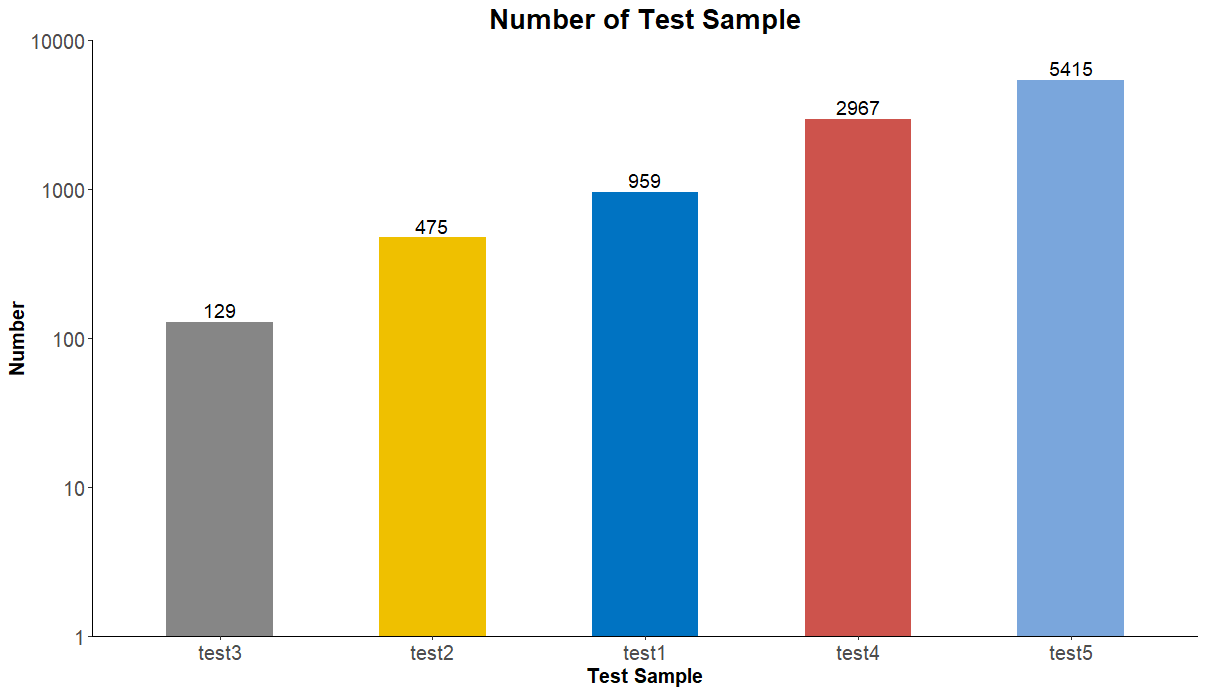 Number of Test Sample
10000
1000
100
10
1
Number
129
475
959
2967
5415
test3
test2
test1
test4
test5
Test Sample